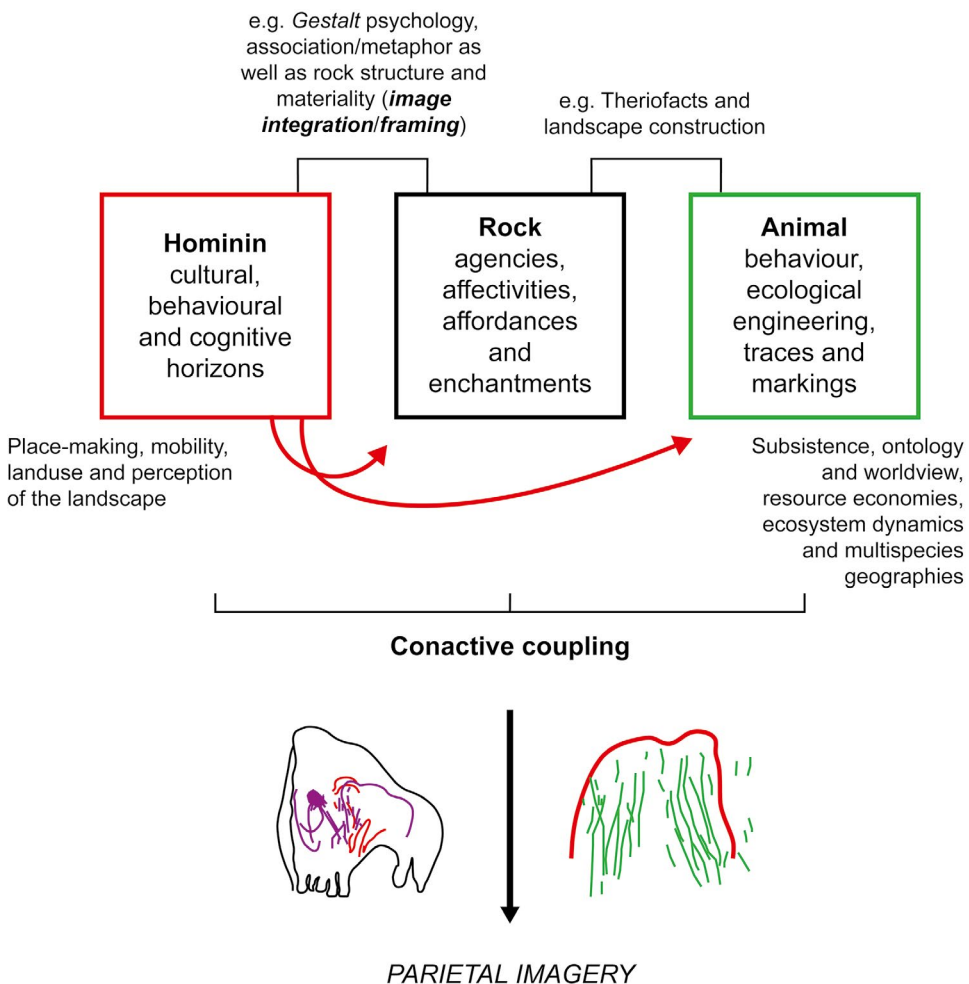 e.g. Gestalt psychology,
association/metaphor as
well as rock structure and
materiality (image
integration/framing)
e.g. Theriofacts and
landscape construction
Hominin
cultural,
behavioural
and cognitive
horizons
Rock
agencies,
affectivities,
affordances
and
enchantments
Animal
behaviour,
ecological
engineering,
traces and
markings
Place-making, mobility,
landuse and perception
of the landscape
Subsistence, ontology
and worldview,
resource economies,
ecosystem dynamics
and multispecies
geographies
Conactive coupling
PARIETAL IMAGERY